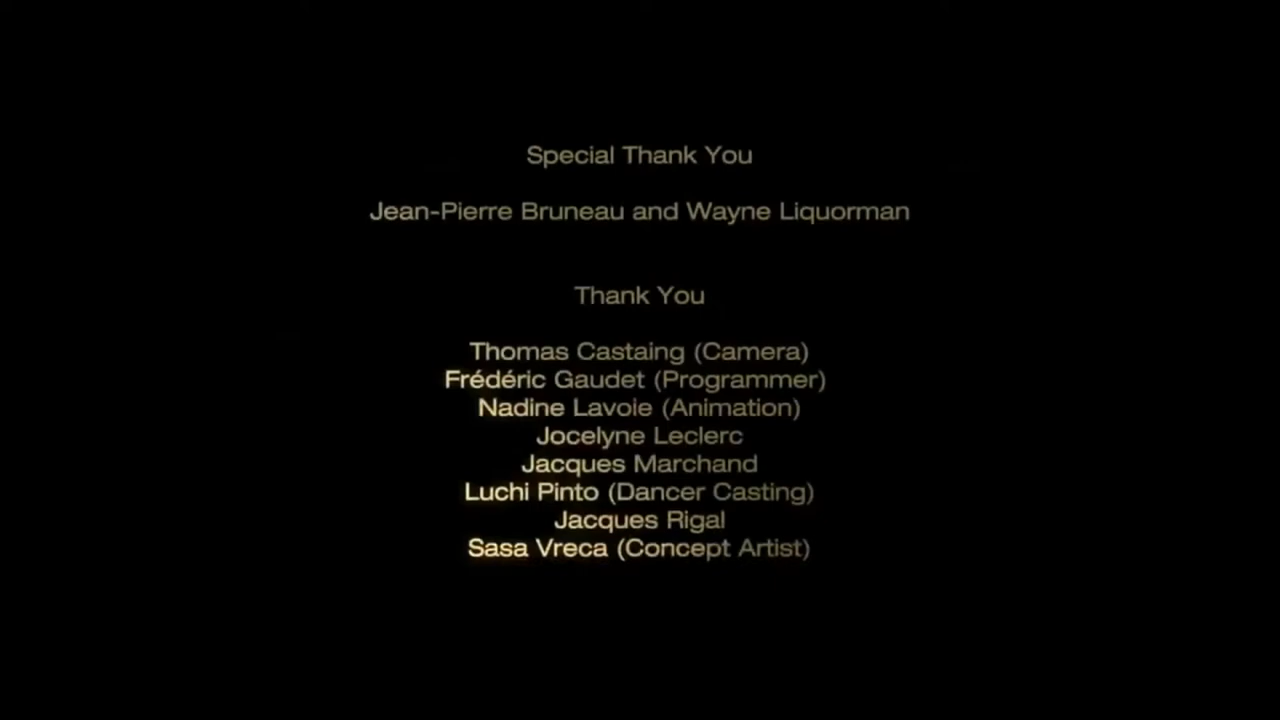 Special Thank You
Jean-Pierre Bruneau and Wayne Liquorman
Thank You
Thomas Castaing (Camera)
Frédéric Gaudet (Programmer)
Nadine Lavoie (Animation)
Jocelyne Leclerc
Jacques Marchand
Luchi Pinto (Dancer Casting)
Jacques Rigal
Sasa Vreca (Concept Artist)